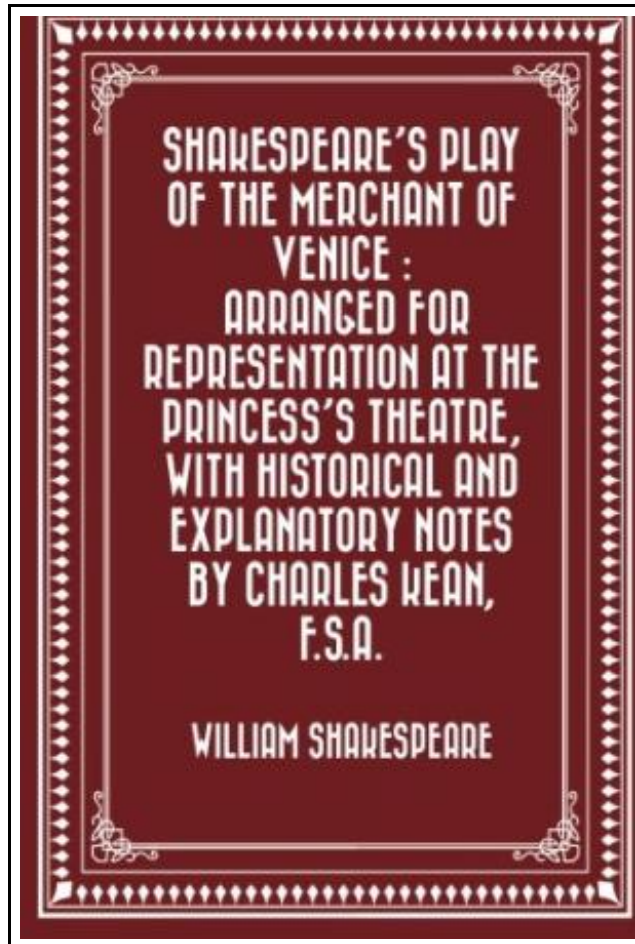 SHAKESPEARE'S PLAY
OF THE MERCHANT OF
VENICE :
ARRANGED FOR
REPRESENTATION AT THE
PRINCESS'S THEATRE,
WITH HISTORICAL AND
EXPLANATORY NOTES
BY CHARLES KEAN,
F.S.A.
WILLIAM SHAKESPEARE